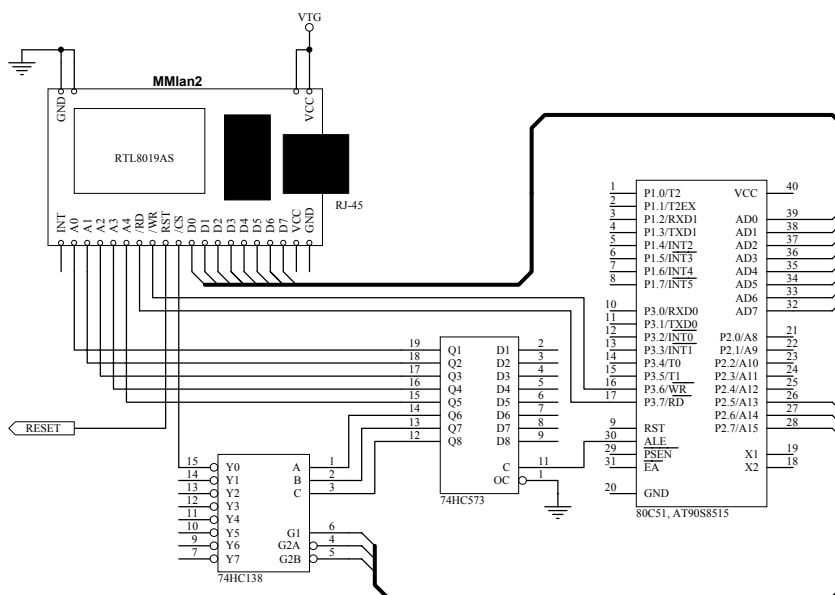 VTG
MMlan2
GND VCC
RTL8019AS
RJ-45
INT A0 A1 A2 A3 A4 /RD /WR RST /CS D0 D1 D2 D3 D4 D5 D6 D7 VCC GND
1 P1.0/T2 VCC 40
2 P1.1/T2EX
3 P1.2/RXD1 AD0 39
4 P1.3/TXD1 AD1 38
5 P1.4/INT2 AD2 37
6 P1.5/INT3 AD3 36
7 P1.6/INT4 AD4 35
8 P1.7/INT5 AD5 34
AD6 33
10 P3.0/RXD0 AD7 32
11 P3.1/TXD0
12 P3.2/INT0 P2.0/A8 21
13 P3.3/INT1 P2.1/A9 22
14 P3.4/T0 P2.2/A10 23
15 P3.5/T1 P2.3/A11 24
16 P3.6/WR P2.4/A12 25
17 P3.7/RD P2.5/A13 26
P2.6/A14 27
9 RST P2.7/A15 28
30 ALE
29 PSEN X1 19
31 EA X2 18
20 GND
80C51, AT90S8515
19 Q1 D1 2
18 Q2 D2 3
17 Q3 D3 4
16 Q4 D4 5
15 Q5 D5 6
14 Q6 D6 7
13 Q7 D7 8
12 Q8 D8 9
C 11
OC 1
74HC573
RESET
15 Y0 A 1
14 Y1 B 2
13 Y2 C 3
12 Y3
11 Y4
10 Y5 G1 6
9 Y6 G2A 4
7 Y7 G2B 5
74HC138